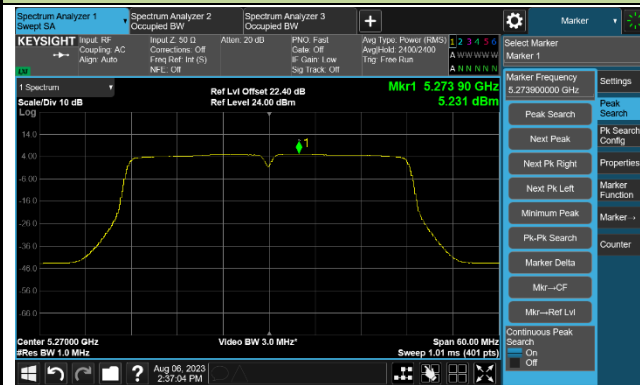 Spectrum Analyzer 1
Swept SA
Spectrum Analyzer 2
Occupied BW
Spectrum Analyzer 3
Occupied BW
Marker
KEYSIGHT
Input: RF
Coupling: AC
Align: Auto
Input Z: 50 Ω
Corrections: Off
Freq Ref: Int (S)
NFE: Off
Atten: 20 dB
PNO: Fast
Gate: Off
IF Gain: Low
Sig Track: Off
Avg Type: Power (RMS)
Avg|Hold: 2400/2400
Trig: Free Run
1 2 3 4 5 6
A W W W W W
A N N N N N
Select Marker
Marker 1
1 Spectrum
Scale/Div 10 dB
Log
Ref Lvl Offset 22.40 dB
Ref Level 24.00 dBm
Mkr1 5.273 90 GHz
5.231 dBm
14.0
4.00
-6.00
-16.0
-26.0
-36.0
-46.0
-56.0
-66.0
1
Center 5.27000 GHz
#Res BW 1.0 MHz
Video BW 3.0 MHz*
Span 60.00 MHz
Sweep 1.01 ms (401 pts)
Marker Frequency
5.273900000 GHz
Peak Search
Next Peak
Next Pk Right
Next Pk Left
Minimum Peak
Pk-Pk Search
Marker Delta
Mkr→CF
Mkr→Ref Lvl
Continuous Peak
Search
On
Off
Settings
Peak
Search
Pk Search
Config
Properties
Marker
Function
Marker→
Counter
Aug 06, 2023
2:37:04 PM